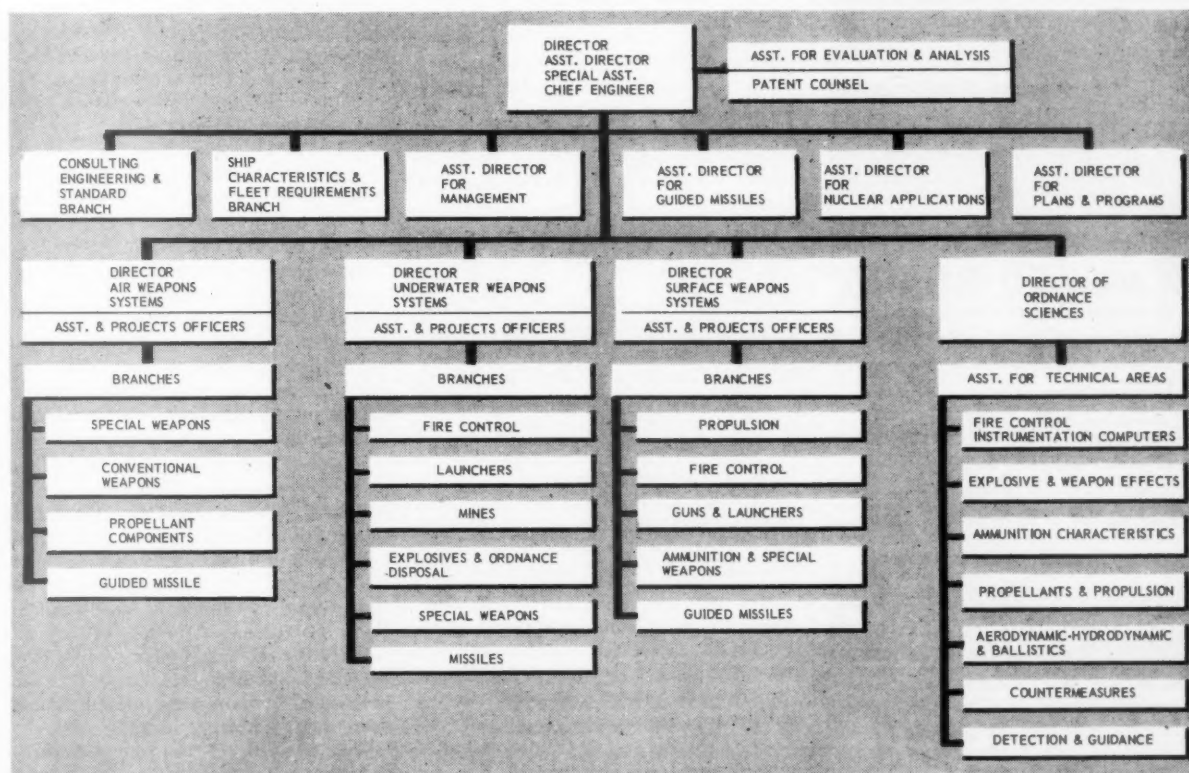 DIRECTOR
ASST. DIRECTOR
SPECIAL ASST.
CHIEF ENGINEER
ASST. FOR EVALUATION & ANALYSIS
PATENT COUNSEL
CONSULTING
ENGINEERING &
STANDARD
BRANCH
SHIP
CHARACTERISTICS &
FLEET REQUIREMENTS
BRANCH
ASST. DIRECTOR
FOR
MANAGEMENT
ASST. DIRECTOR
FOR
GUIDED MISSILES
ASST. DIRECTOR
FOR
NUCLEAR APPLICATIONS
ASST. DIRECTOR
FOR
PLANS & PROGRAMS
DIRECTOR
AIR WEAPONS
SYSTEMS
ASST. & PROJECTS OFFICERS
BRANCHES
SPECIAL WEAPONS
CONVENTIONAL
WEAPONS
PROPELLANT
COMPONENTS
GUIDED MISSILE
DIRECTOR
UNDERWATER WEAPONS
SYSTEMS
ASST. & PROJECTS OFFICERS
BRANCHES
FIRE CONTROL
LAUNCHERS
MINES
EXPLOSIVES & ORDNANCE
-DISPOSAL
SPECIAL WEAPONS
MISSILES
DIRECTOR
SURFACE WEAPONS
SYSTEMS
ASST. & PROJECTS OFFICERS
BRANCHES
PROPULSION
FIRE CONTROL
GUNS & LAUNCHERS
AMMUNITION & SPECIAL
WEAPONS
GUIDED MISSILES
DIRECTOR OF
ORDNANCE
SCIENCES
ASST. FOR TECHNICAL AREAS
FIRE CONTROL
INSTRUMENTATION COMPUTERS
EXPLOSIVE & WEAPON EFFECTS
AMMUNITION CHARACTERISTICS
PROPELLANTS & PROPULSION
AERODYNAMIC-HYDRODYNAMIC
& BALLISTICS
COUNTERMEASURES
DETECTION & GUIDANCE